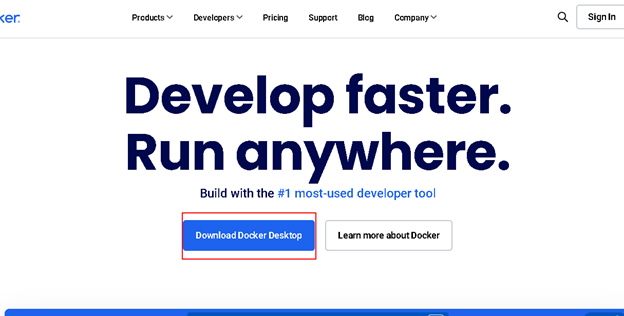 ker
Products Developers Pricing Support Blog Company Sign In
Develop faster.
Run anywhere.
Build with the #1 most-used developer tool
Download Docker Desktop Learn more about Docker